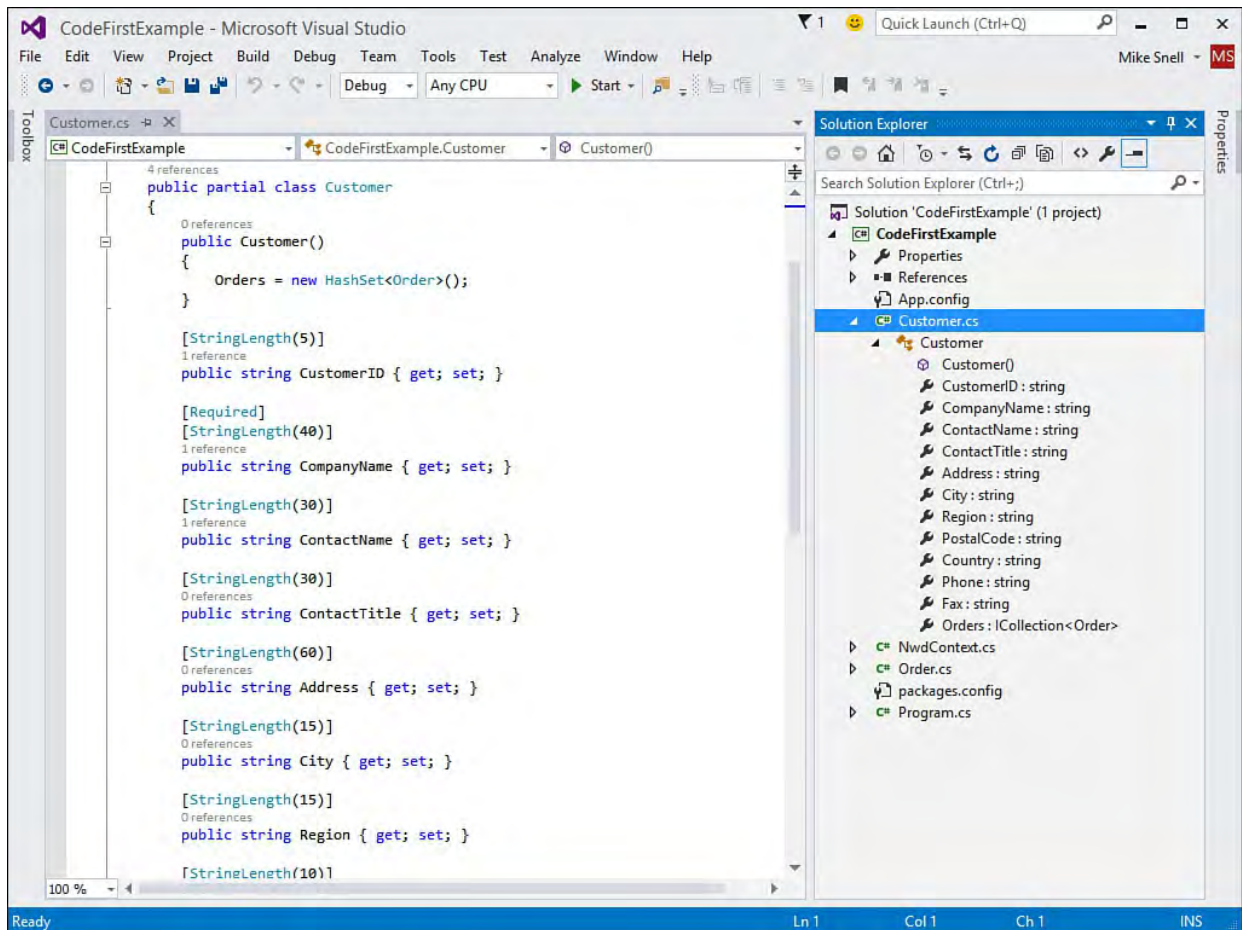 CodeFirstExample - Microsoft Visual Studio
1
Quick Launch (Ctrl+Q)
File Edit View Project Build Debug Team Tools Test Analyze Window Help
Mike Snell
MS
Debug
Any CPU
Start
Toolbox
Customer.cs
CodeFirstExample
CodeFirstExample.Customer
Customer()
4 references
public partial class Customer
{
0 references
public Customer()
{
Orders = new HashSet<Order>();
}
[StringLength(5)]
1 reference
public string CustomerID { get; set; }
[Required]
[StringLength(40)]
1 reference
public string CompanyName { get; set; }
[StringLength(30)]
1 reference
public string ContactName { get; set; }
[StringLength(30)]
0 references
public string ContactTitle { get; set; }
[StringLength(60)]
0 references
public string Address { get; set; }
[StringLength(15)]
0 references
public string City { get; set; }
[StringLength(15)]
0 references
public string Region { get; set; }
[StringLength(10)]
100 %
Solution Explorer
Search Solution Explorer (Ctrl+;)
Solution 'CodeFirstExample' (1 project)
C# CodeFirstExample
Properties
References
App.config
C# Customer.cs
Customer
Customer()
CustomerID : string
CompanyName : string
ContactName : string
ContactTitle : string
Address : string
City : string
Region : string
PostalCode : string
Country : string
Phone : string
Fax : string
Orders : ICollection<Order>
C# NwdContext.cs
C# Order.cs
packages.config
C# Program.cs
Properties
Ready
Ln 1 Col 1 Ch 1 INS